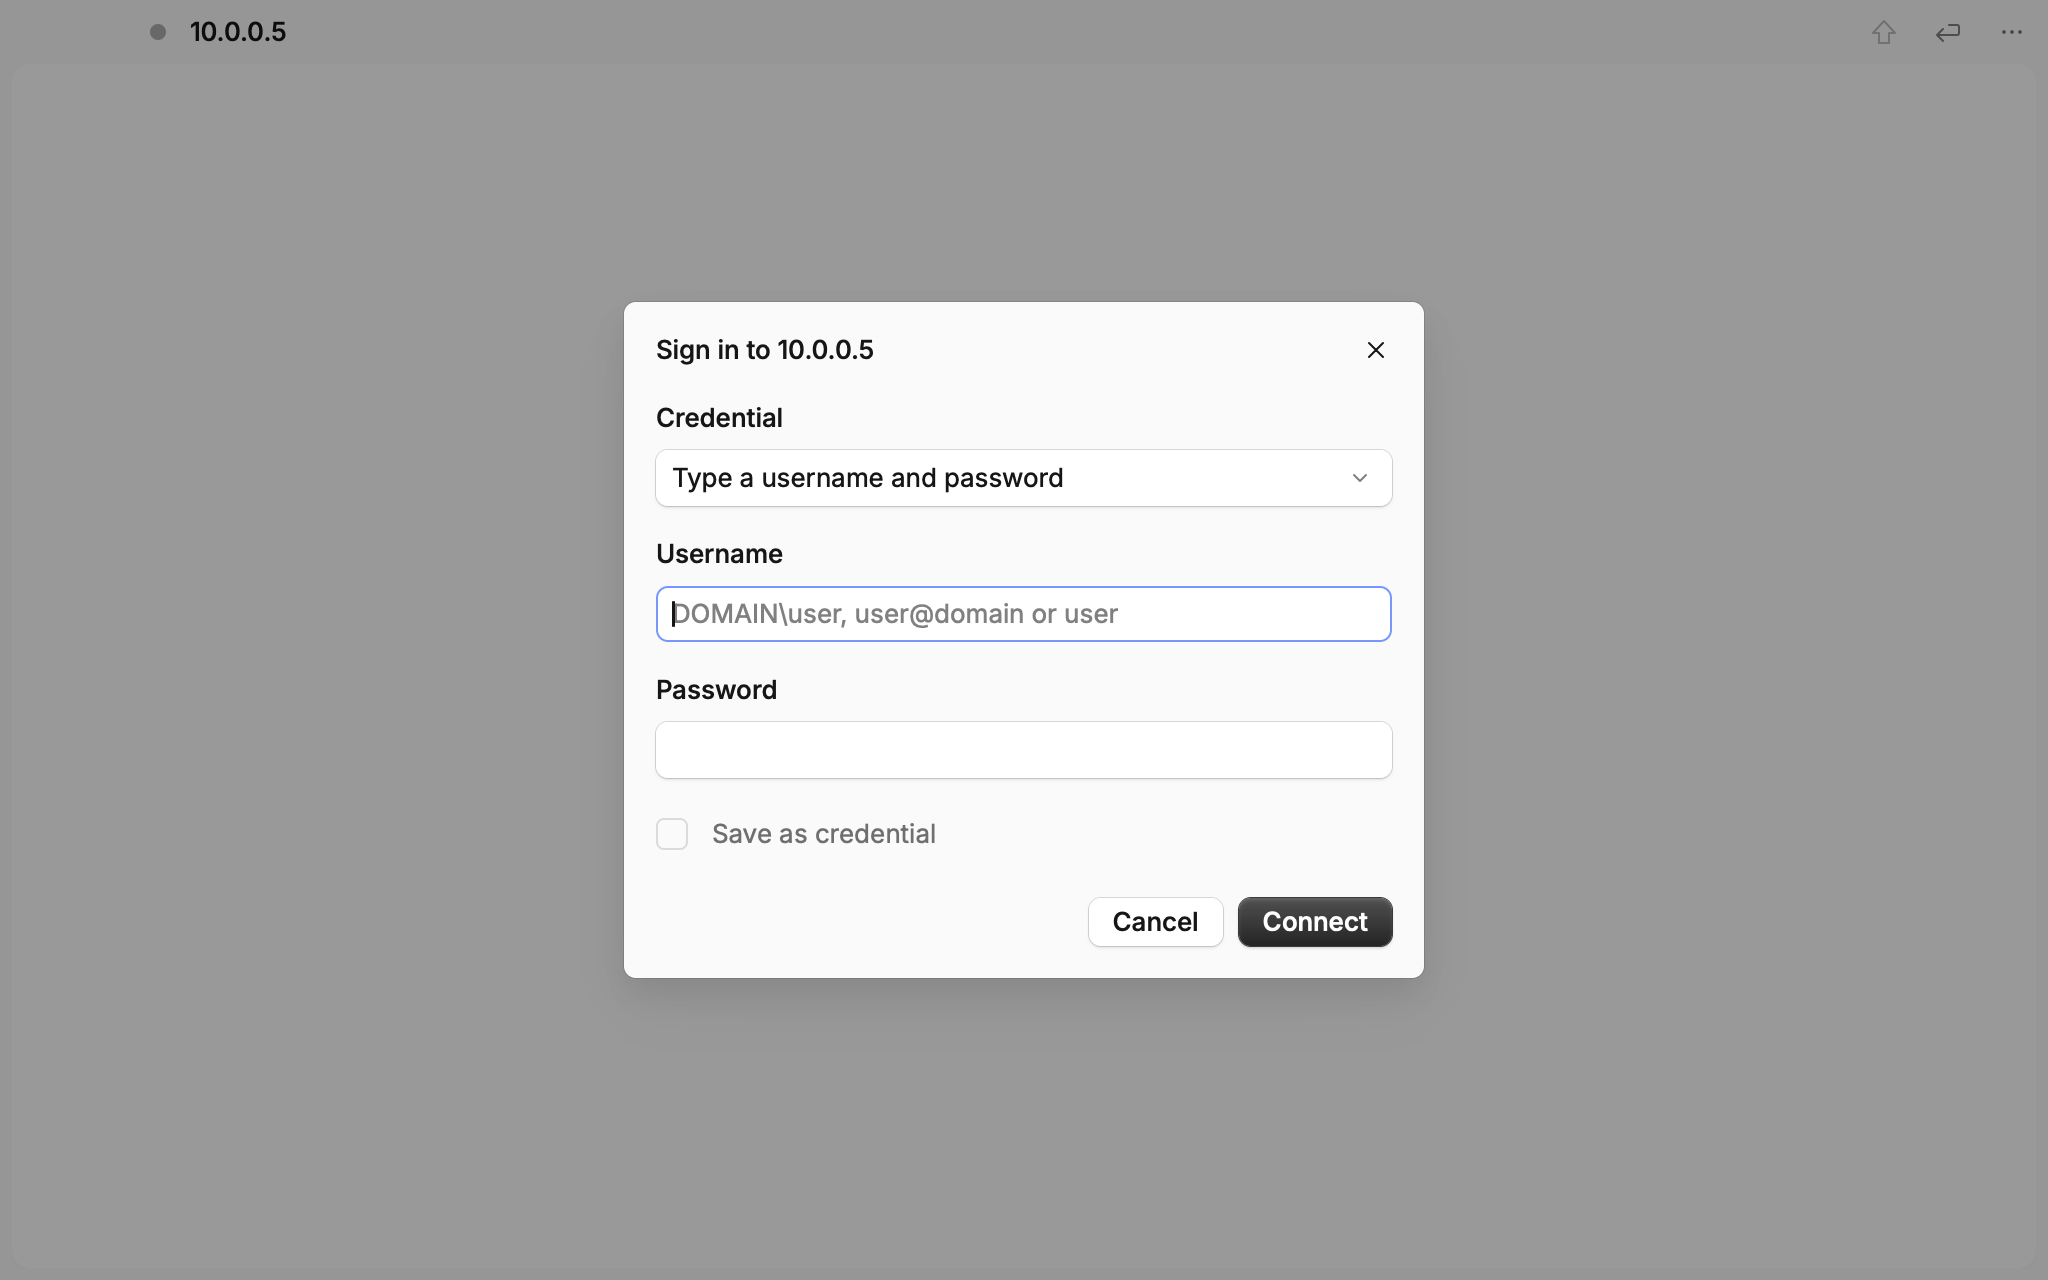 10.0.0.5
Sign in to 10.0.0.5
Credential
Type a username and password
Username
DOMAIN\user, user@domain or user
Password
Save as credential
Cancel
Connect